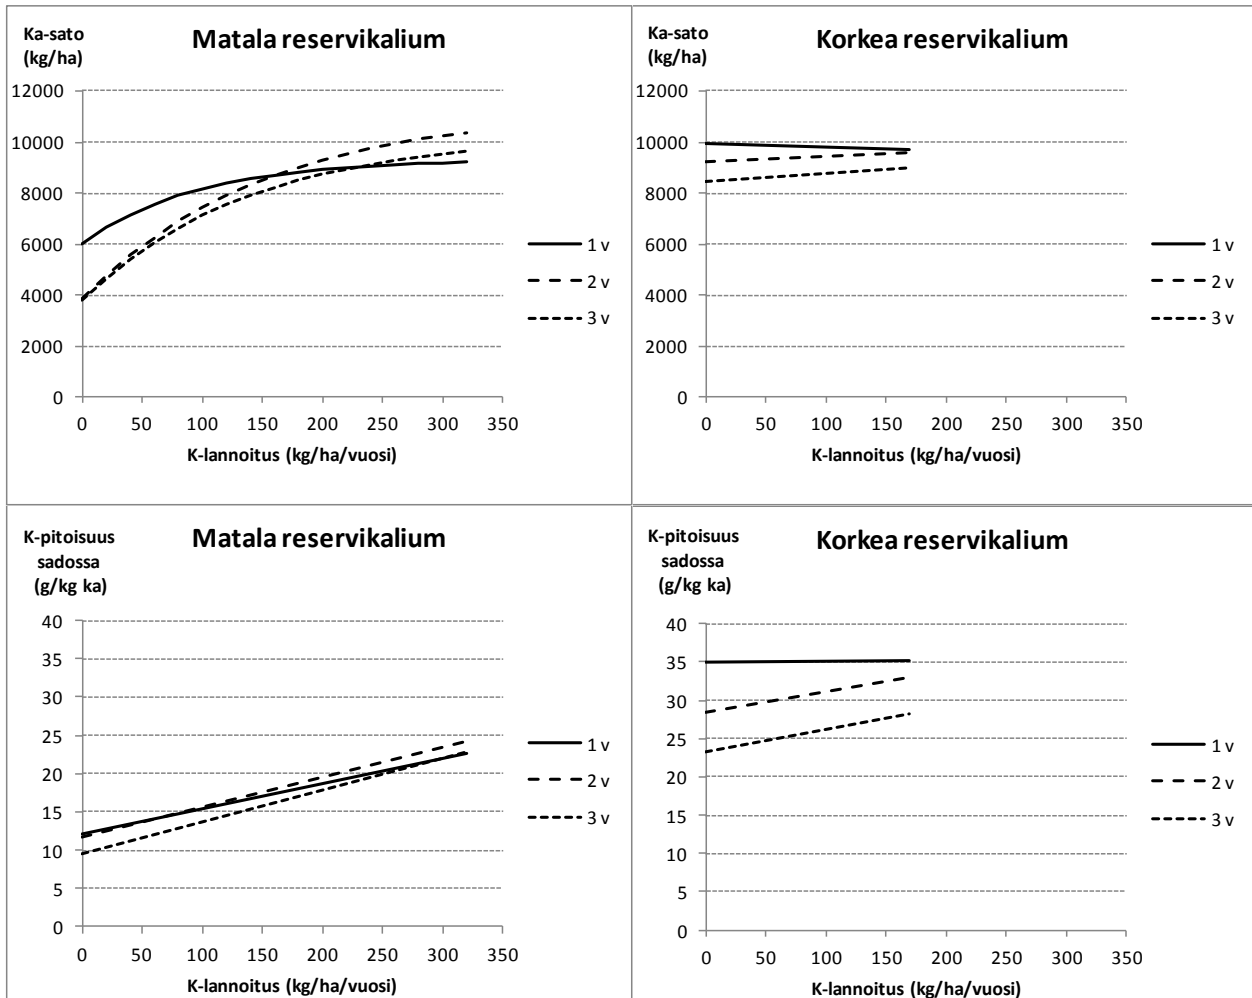 Ka-sato
(kg/ha)
Matala reservikalium
12000
10000
8000
6000
4000
2000
0
0 50 100 150 200 250 300 350
K-lannoitus (kg/ha/vuosi)
1 v
2 v
3 v
Ka-sato
(kg/ha)
Korkea reservikalium
12000
10000
8000
6000
4000
2000
0
0 50 100 150 200 250 300 350
K-lannoitus (kg/ha/vuosi)
1 v
2 v
3 v
K-pitoisuus
sadossa
(g/kg ka)
Matala reservikalium
40
35
30
25
20
15
10
5
0
0 50 100 150 200 250 300 350
K-lannoitus (kg/ha/vuosi)
1 v
2 v
3 v
K-pitoisuus
sadossa
(g/kg ka)
Korkea reservikalium
40
35
30
25
20
15
10
5
0
0 50 100 150 200 250 300 350
K-lannoitus (kg/ha/vuosi)
1 v
2 v
3 v